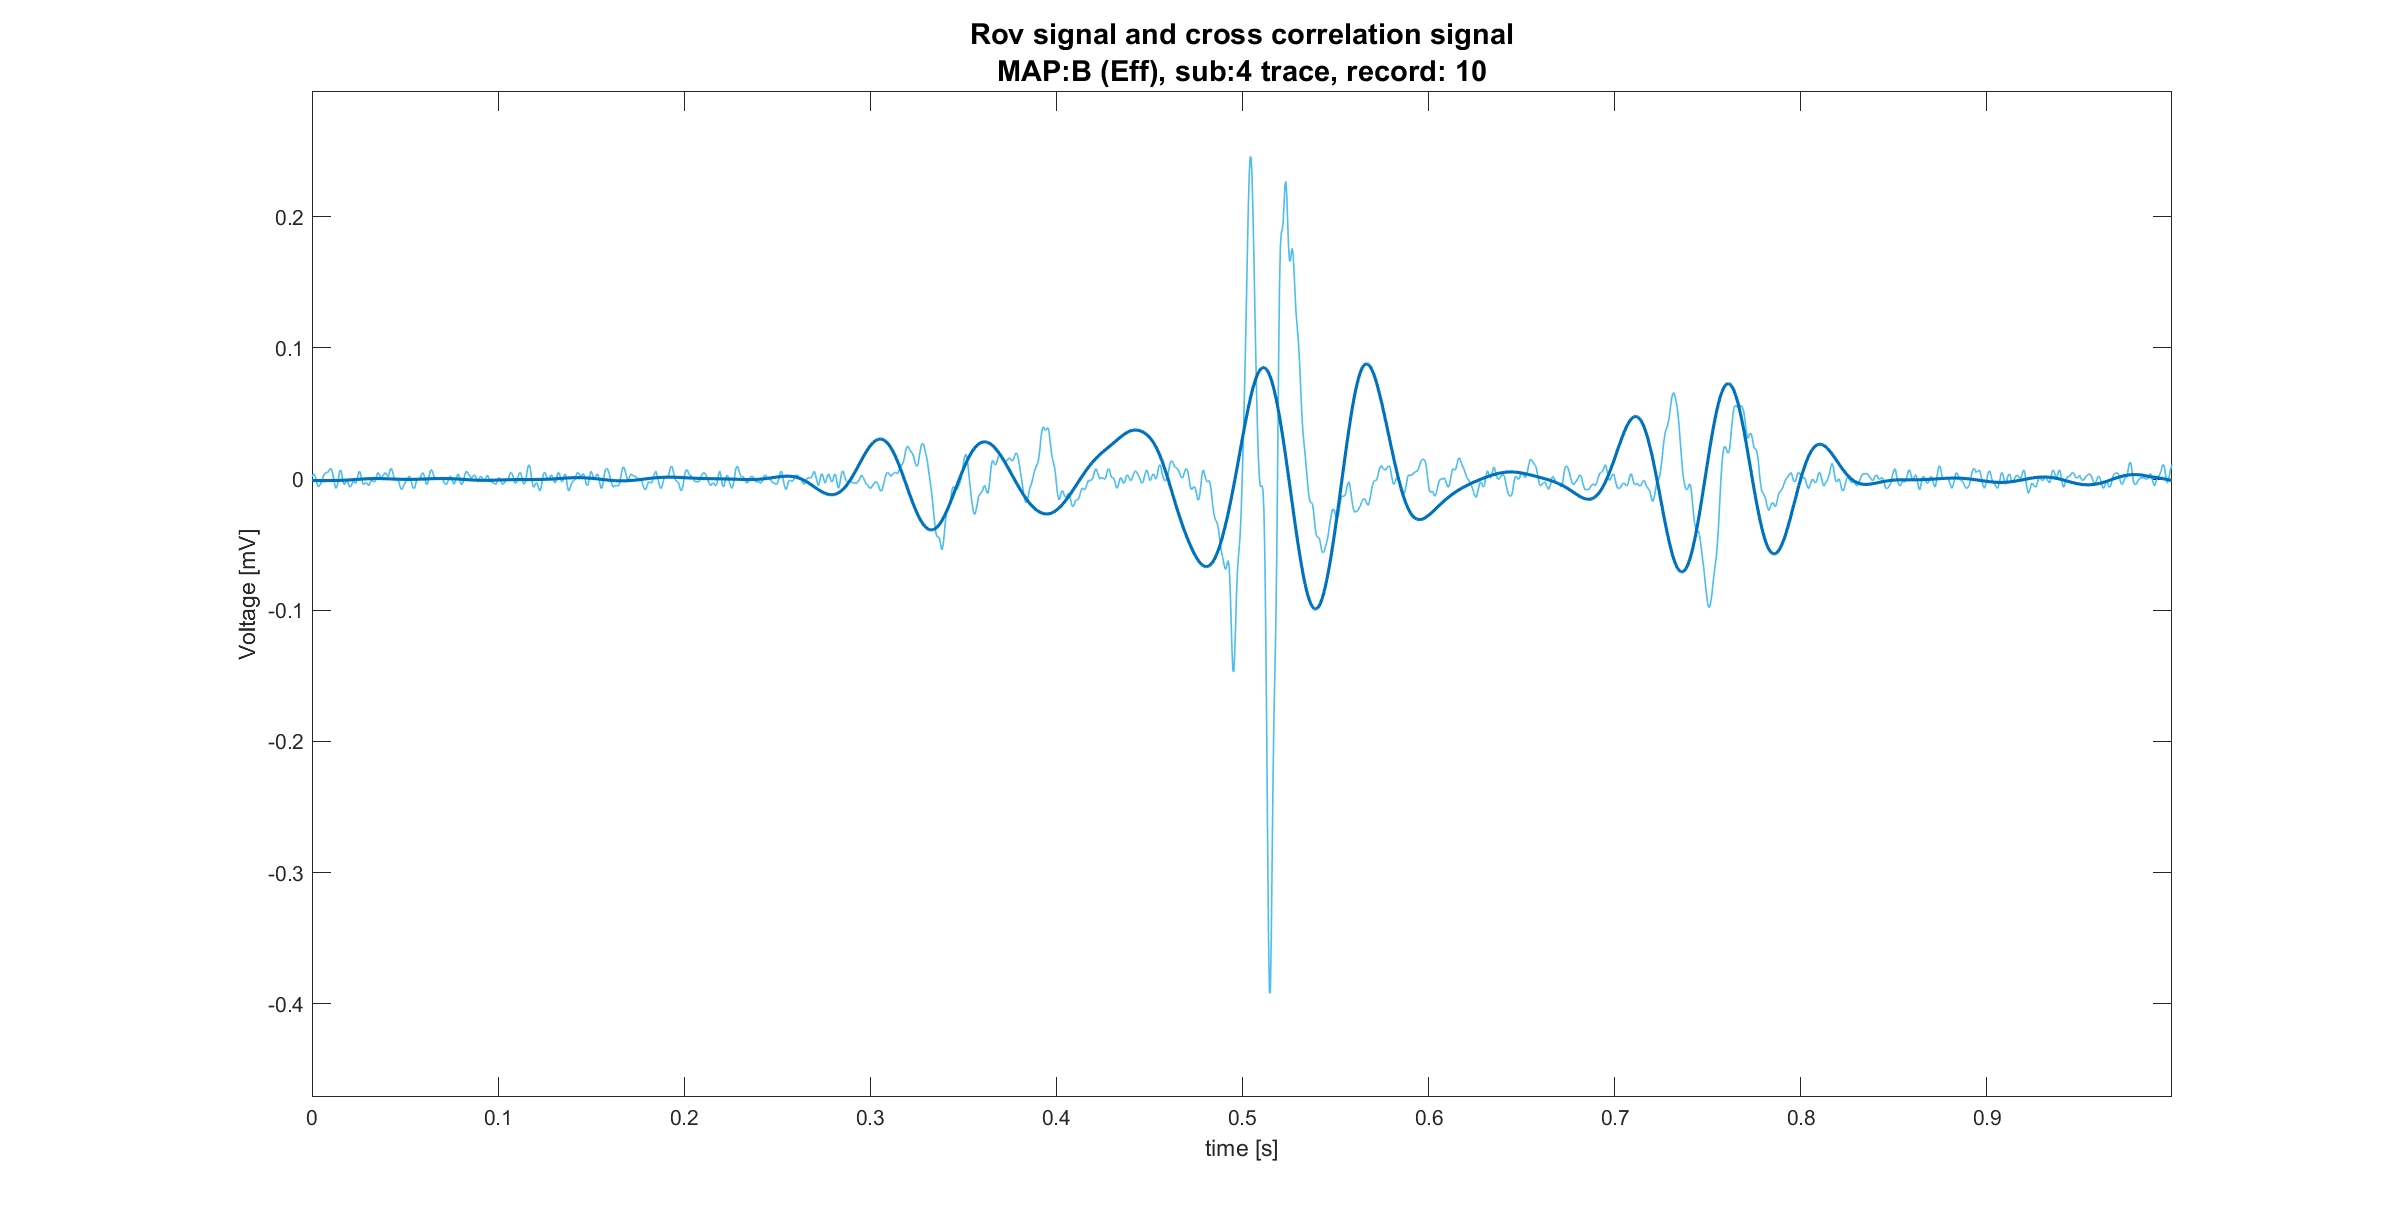 Rov signal and cross correlation signal
MAP:B (Eff), sub:4 trace, record: 10
0.2
0.1
0
-0.1
-0.2
-0.3
-0.4
Voltage [mV]
0 0.1 0.2 0.3 0.4 0.5 0.6 0.7 0.8 0.9
time [s]